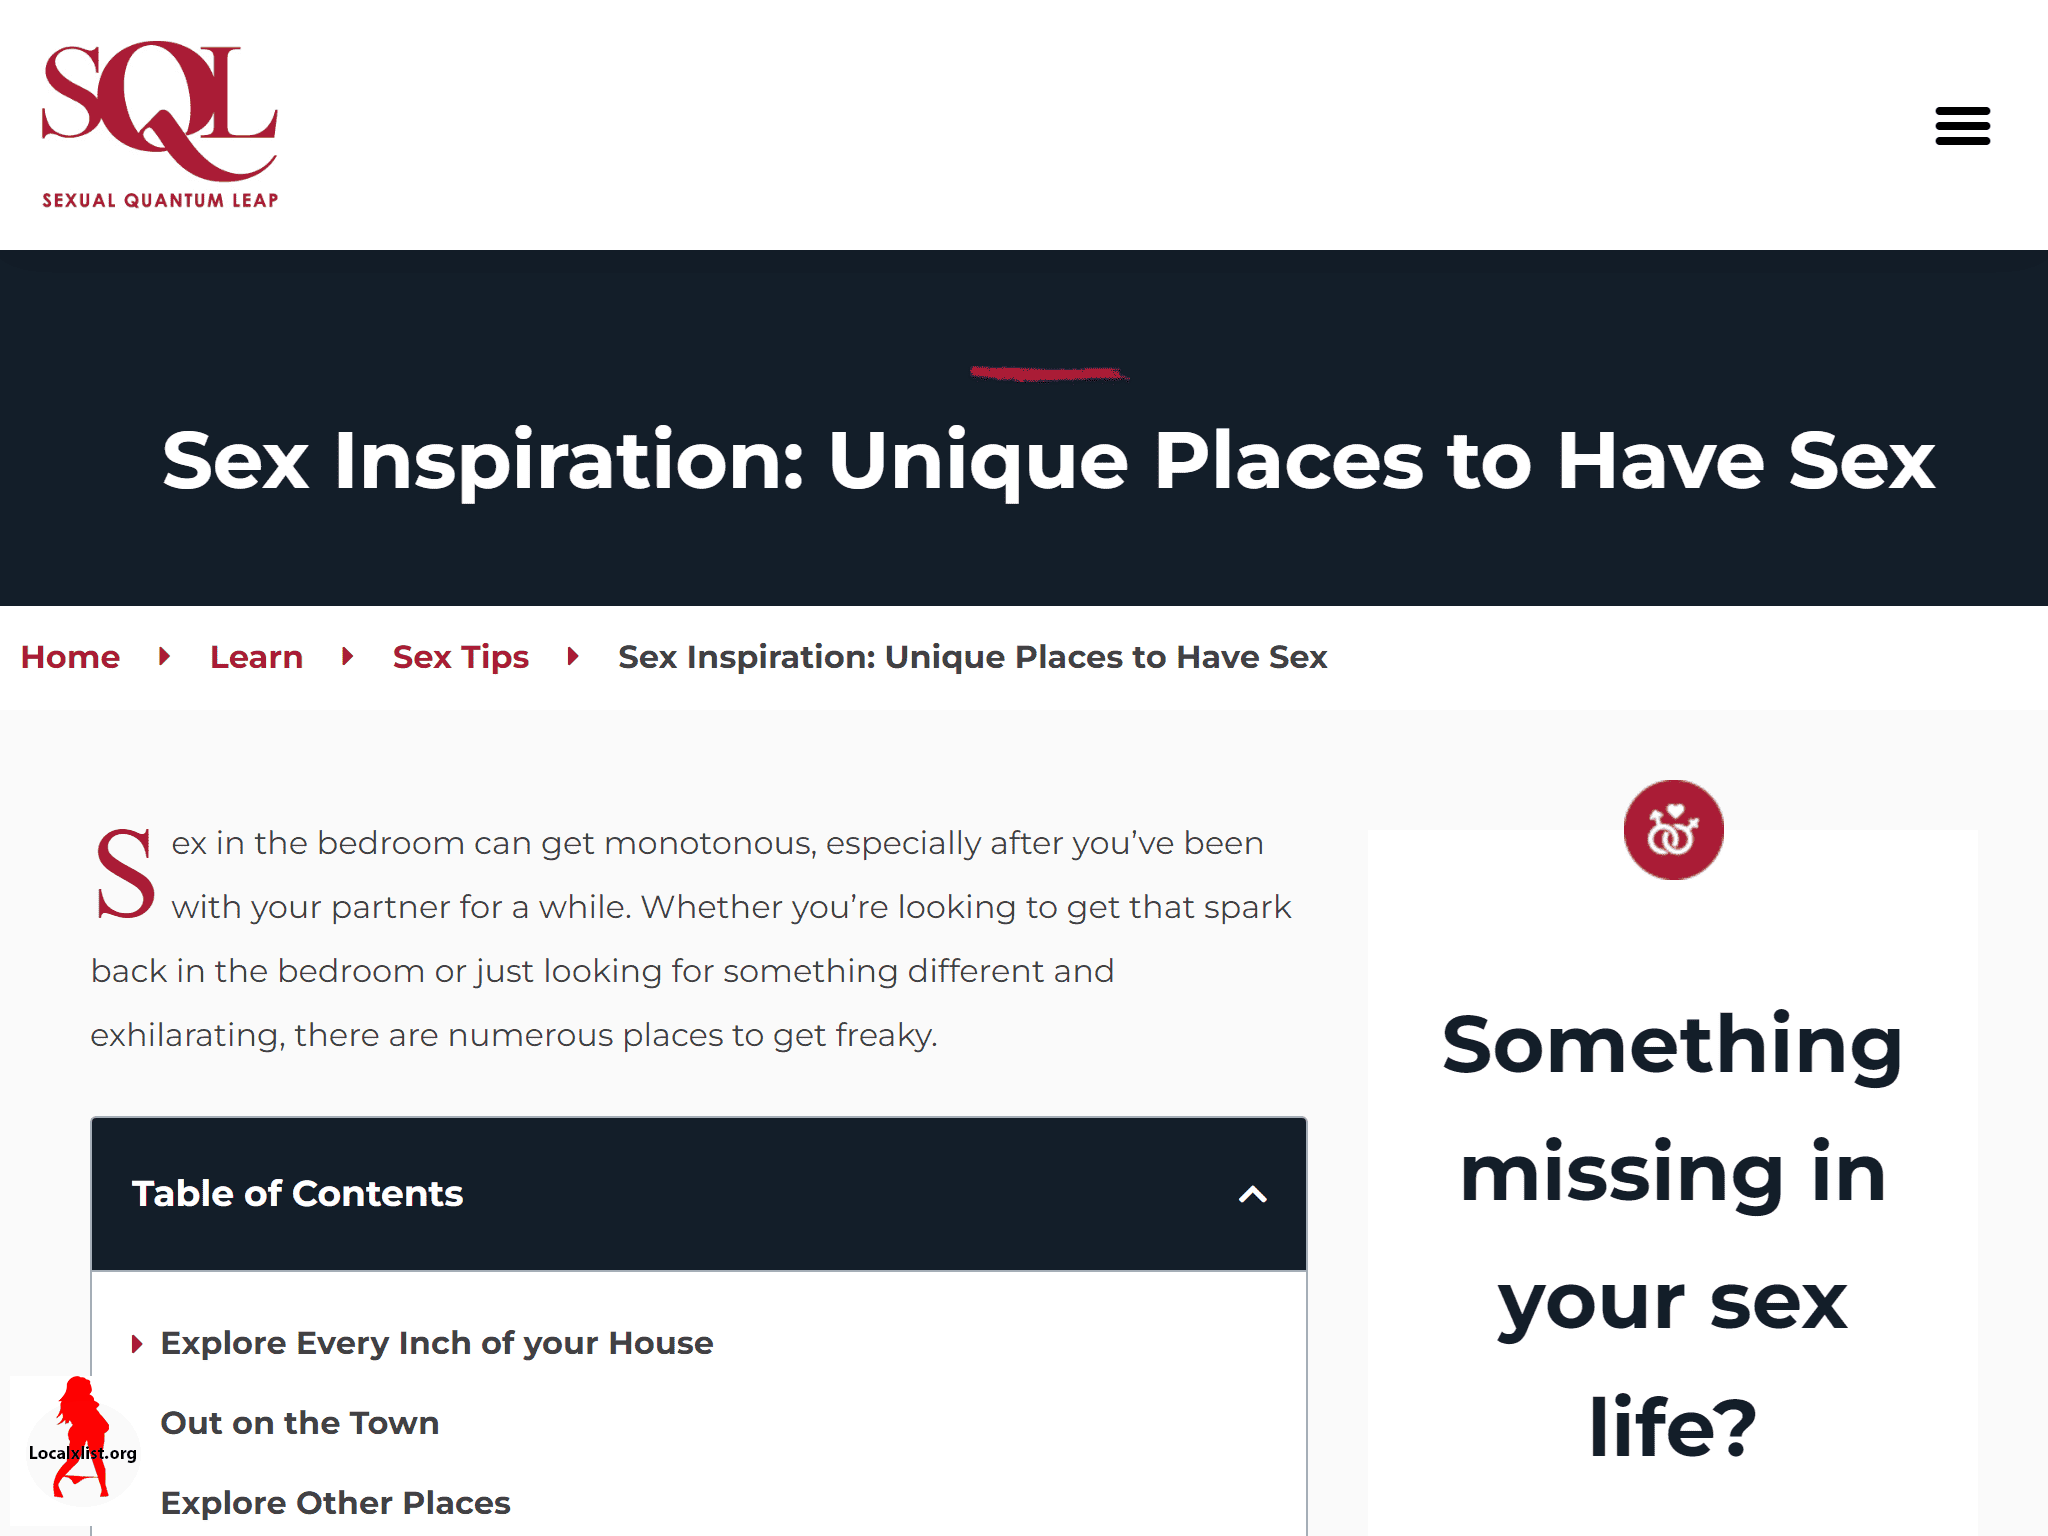 SQL
SEXUAL QUANTUM LEAP
Sex Inspiration: Unique Places to Have Sex
Home Learn Sex Tips Sex Inspiration: Unique Places to Have Sex
Sex in the bedroom can get monotonous, especially after you’ve been
with your partner for a while. Whether you’re looking to get that spark
back in the bedroom or just looking for something different and
exhilarating, there are numerous places to get freaky.
Table of Contents
Explore Every Inch of your House
Out on the Town
Explore Other Places
Something
missing in
your sex
life?
Localxlist.org